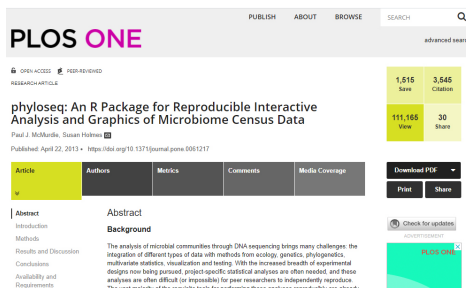 PUBLISH ABOUT BROWSE SEARCH
PLOS ONE
advanced sear
OPEN ACCESS PEER-REVIEWED
RESEARCH ARTICLE
phyloseq: An R Package for Reproducible Interactive
Analysis and Graphics of Microbiome Census Data
Paul J. McMurdie, Susan Holmes
Published: April 22, 2013 • https://doi.org/10.1371/journal.pone.0061217
1,515 3,545
Save Citation
111,165 30
View Share
Article Authors Metrics Comments Media Coverage
Download PDF
Print Share
Check for updates
ADVERTISEMENT
PLOS ONE
Abstract
Introduction
Methods
Results and Discussion
Conclusions
Availability and
Requirements
Abstract
Background
The analysis of microbial communities through DNA sequencing brings many challenges: the
integration of different types of data with methods from ecology, genetics, phylogenetics,
multivariate statistics, visualization and testing. With the increased breadth of experimental
designs now being pursued, project-specific statistical analyses are often needed, and these
analyses are often difficult (or impossible) for peer researchers to independently reproduce.